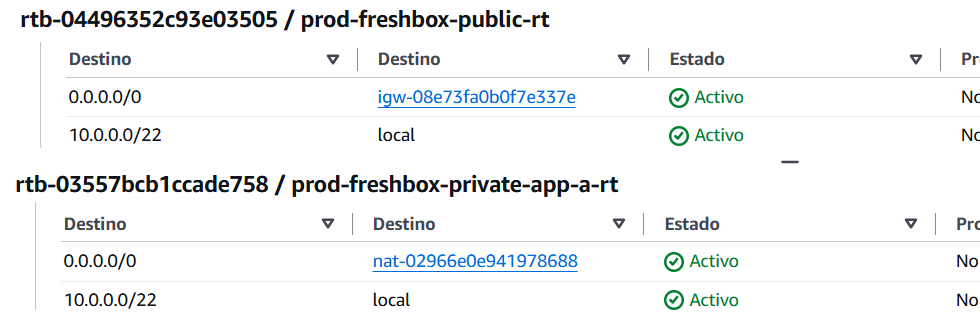 rtb-04496352c93e03505 / prod-freshbox-public-rt
Destino Destino Estado Pr
0.0.0.0/0 igw-08e73fa0b0f7e337e Activo No
10.0.0.0/22 local Activo No
rtb-03557bcb1ccade758 / prod-freshbox-private-app-a-rt
Destino Destino Estado Pro
0.0.0.0/0 nat-02966e0e941978688 Activo No
10.0.0.0/22 local Activo No